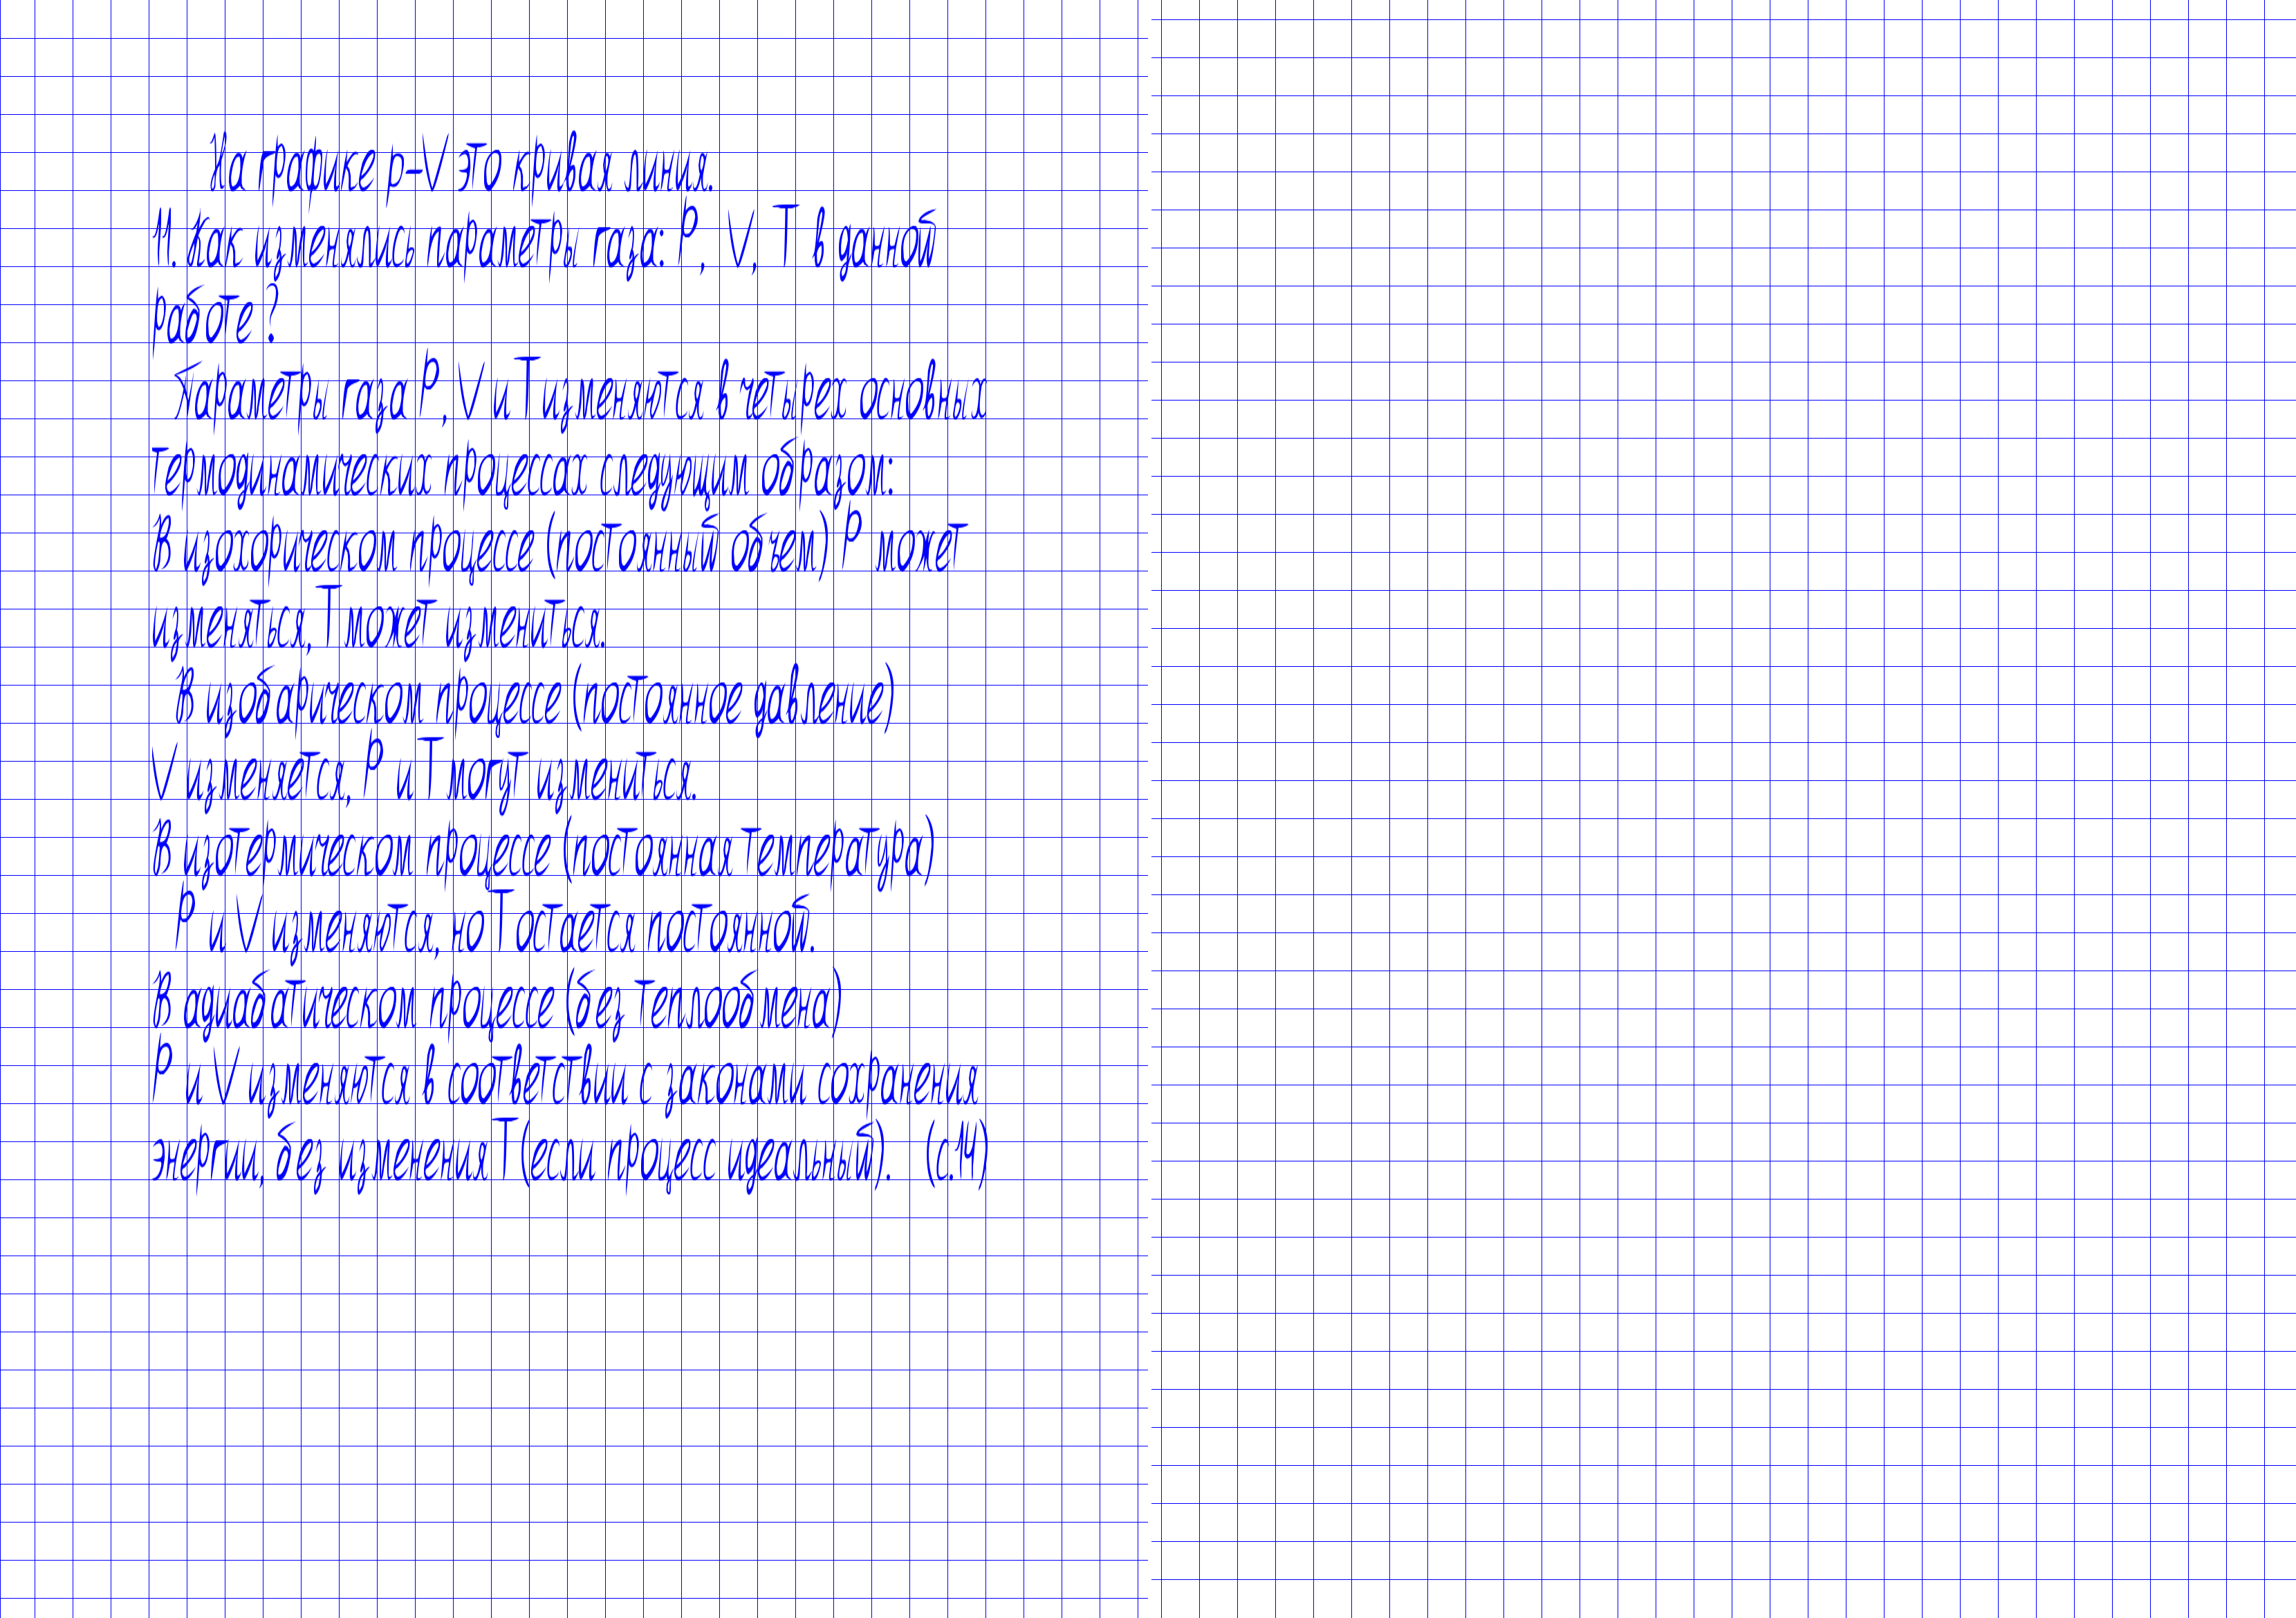 На графике p-V это кривая линия.
11. Как изменялись параметры газа: P, V, T в данной
работе ?
Параметры газа P, V и T изменяются в четырех основных
термодинамических процессах следующим образом:
В изохорическом процессе (постоянный объем) P может
изменяться, T может измениться.
В изобарическом процессе (постоянное давление)
V изменяется, P и T могут измениться.
В изотермическом процессе (постоянная температура)
P и V изменяются, но T остается постоянной.
В адиабатическом процессе (без теплообмена)
P и V изменяются в соответствии с законами сохранения
энергии, без изменения T (если процесс идеальный). (с.14)